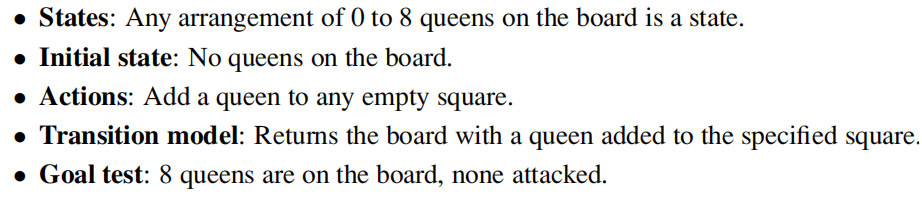 • States: Any arrangement of 0 to 8 queens on the board is a state.
• Initial state: No queens on the board.
• Actions: Add a queen to any empty square.
• Transition model: Returns the board with a queen added to the specified square.
• Goal test: 8 queens are on the board, none attacked.